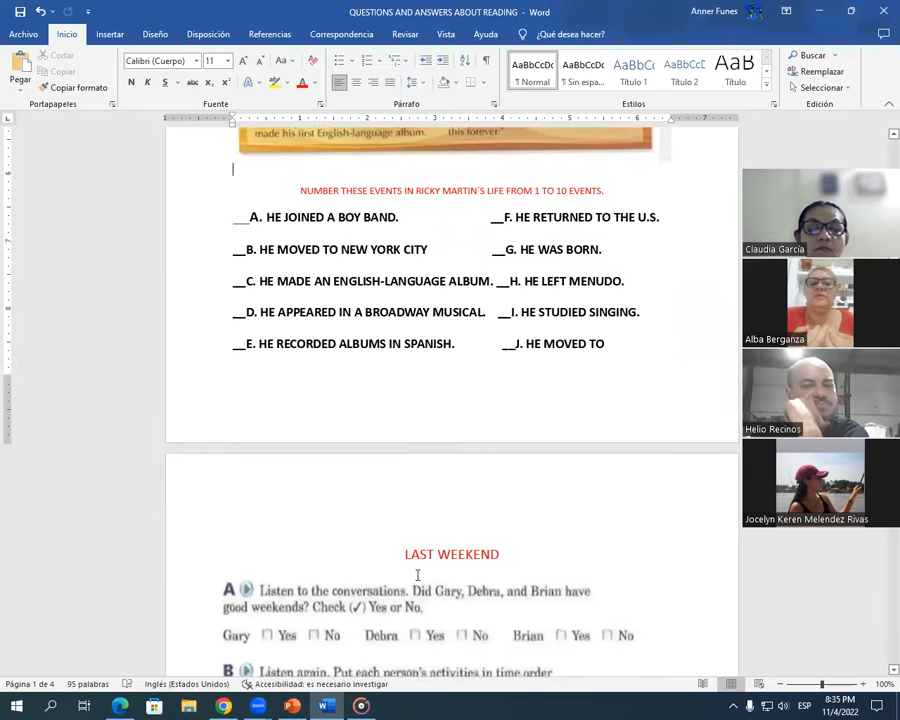 QUESTIONS AND ANSWERS ABOUT READING - Word
Anner Funes
Archivo Inicio Insertar Diseño Disposición Referencias Correspondencia Revisar Vista Ayuda ¿Qué desea hacer?
Pegar
Cortar
Copiar
Copiar formato
Portapapeles
Calibri (Cuerpo) 11
Fuente
Párrafo
AaBbCcDc AaBbCcDc AaBbCc AaBbCcD AaB
¶ Normal ¶ Sin espa... Título 1 Título 2 Título
Estilos
Buscar
Reemplazar
Seleccionar
Edición
made his first English-language album. this forever."
NUMBER THESE EVENTS IN RICKY MARTIN´S LIFE FROM 1 TO 10 EVENTS.
___A. HE JOINED A BOY BAND. __F. HE RETURNED TO THE U.S.
__B. HE MOVED TO NEW YORK CITY __G. HE WAS BORN.
__C. HE MADE AN ENGLISH-LANGUAGE ALBUM. __H. HE LEFT MENUDO.
__D. HE APPEARED IN A BROADWAY MUSICAL. __I. HE STUDIED SINGING.
__E. HE RECORDED ALBUMS IN SPANISH. __J. HE MOVED TO
LAST WEEKEND
A Listen to the conversations. Did Gary, Debra, and Brian have
good weekends? Check (✓) Yes or No.
Gary Yes No Debra Yes No Brian Yes No
B Listen again. Put each person's activities in time order
Claudia García
Alba Berganza
Helio Recinos
Jocelyn Keren Melendez Rivas
Página 1 de 4 95 palabras Inglés (Estados Unidos) Accesibilidad: es necesario investigar 100%
ESP
8:35 PM
11/4/2022